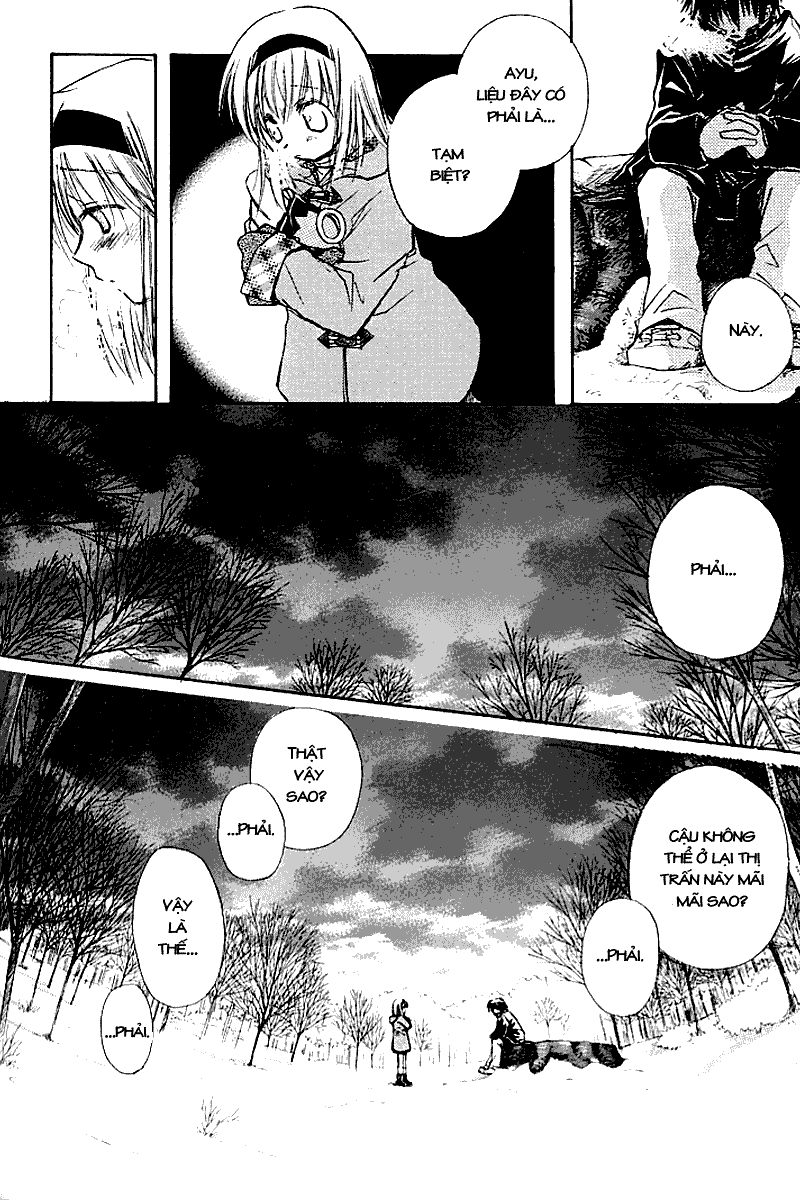 NÀY.
AYU,
LIỆU ĐÂY CÓ
PHẢI LÀ...
TẠM
BIỆT?
PHẢI...
CẬU KHÔNG
THỂ Ở LẠI THỊ
TRẤN NÀY MÃI
MÃI SAO?
...PHẢI.
THẬT
VẬY
SAO?
...PHẢI.
VẬY
LÀ
THẾ...
...PHẢI.